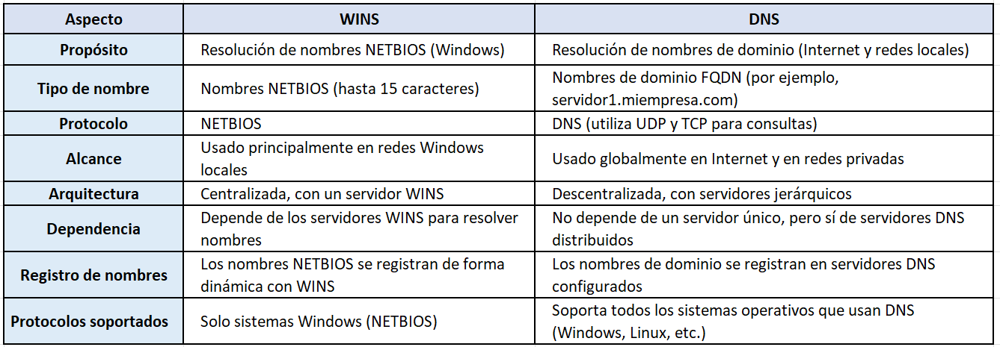 Aspecto WINS DNS
Propósito Resolución de nombres NETBIOS (Windows) Resolución de nombres de dominio (Internet y redes locales)
Tipo de nombre Nombres NETBIOS (hasta 15 caracteres) Nombres de dominio FQDN (por ejemplo,
servidor1.miempresa.com)
Protocolo NETBIOS DNS (utiliza UDP y TCP para consultas)
Alcance Usado principalmente en redes Windows
locales Usado globalmente en Internet y en redes privadas
Arquitectura Centralizada, con un servidor WINS Descentralizada, con servidores jerárquicos
Dependencia Depende de los servidores WINS para resolver
nombres No depende de un servidor único, pero sí de servidores DNS
distribuidos
Registro de nombres Los nombres NETBIOS se registran de forma
dinámica con WINS Los nombres de dominio se registran en servidores DNS
configurados
Protocolos soportados Solo sistemas Windows (NETBIOS) Soporta todos los sistemas operativos que usan DNS
(Windows, Linux, etc.)